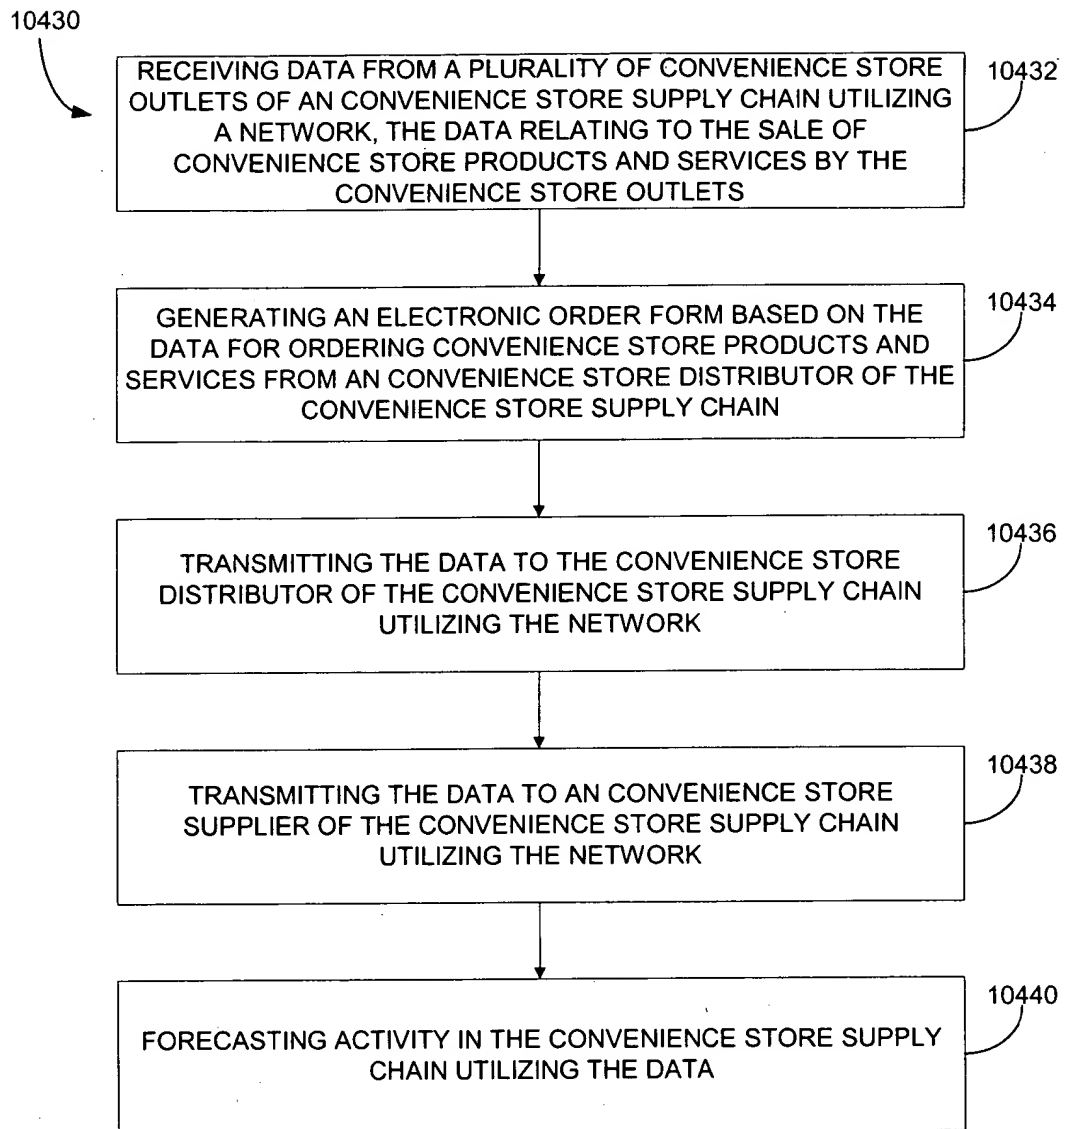 10430
RECEIVING DATA FROM A PLURALITY OF CONVENIENCE STORE
OUTLETS OF AN CONVENIENCE STORE SUPPLY CHAIN UTILIZING
A NETWORK, THE DATA RELATING TO THE SALE OF
CONVENIENCE STORE PRODUCTS AND SERVICES BY THE
CONVENIENCE STORE OUTLETS
10432
GENERATING AN ELECTRONIC ORDER FORM BASED ON THE
DATA FOR ORDERING CONVENIENCE STORE PRODUCTS AND
SERVICES FROM AN CONVENIENCE STORE DISTRIBUTOR OF THE
CONVENIENCE STORE SUPPLY CHAIN
10434
TRANSMITTING THE DATA TO THE CONVENIENCE STORE
DISTRIBUTOR OF THE CONVENIENCE STORE SUPPLY CHAIN
UTILIZING THE NETWORK
10436
TRANSMITTING THE DATA TO AN CONVENIENCE STORE
SUPPLIER OF THE CONVENIENCE STORE SUPPLY CHAIN
UTILIZING THE NETWORK
10438
FORECASTING ACTIVITY IN THE CONVENIENCE STORE SUPPLY
CHAIN UTILIZING THE DATA
10440